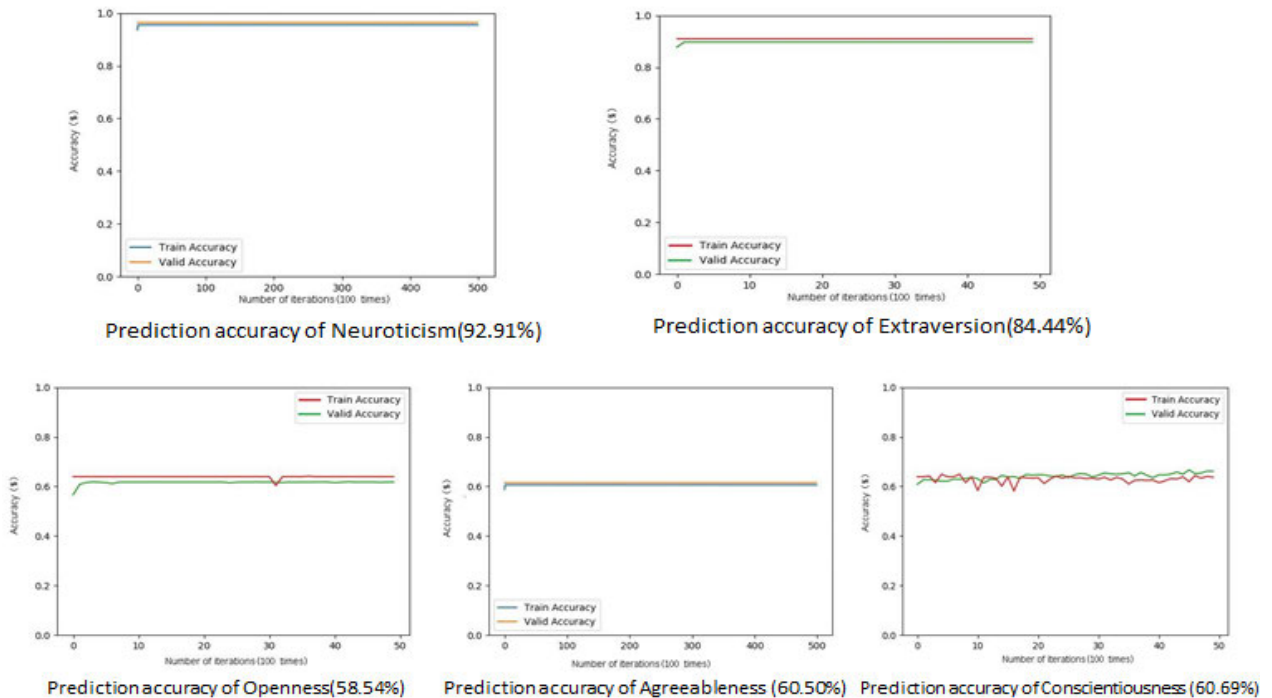 1.0
0.8
0.6
0.4
0.2
0.0
Accuracy ($)
Train Accuracy
Valid Accuracy
0 100 200 300 400 500
Number of iterations (100 times)
Prediction accuracy of Neuroticism(92.91%)
1.0
0.8
0.6
0.4
0.2
0.0
Accuracy ($)
Train Accuracy
Valid Accuracy
0 10 20 30 40 50
Number of iterations (100 times)
Prediction accuracy of Extraversion(84.44%)
1.0
0.8
0.6
0.4
0.2
0.0
Accuracy ($)
Train Accuracy
Valid Accuracy
0 10 20 30 40 50
Number of iterations (100 times)
Prediction accuracy of Openness(58.54%)
1.0
0.8
0.6
0.4
0.2
0.0
Accuracy ($)
Train Accuracy
Valid Accuracy
0 100 200 300 400 500
Number of iterations (100 times)
Prediction accuracy of Agreeableness (60.50%)
1.0
0.8
0.6
0.4
0.2
0.0
Accuracy ($)
Train Accuracy
Valid Accuracy
0 10 20 30 40 50
Number of iterations (100 times)
Prediction accuracy of Conscientiousness (60.69%)